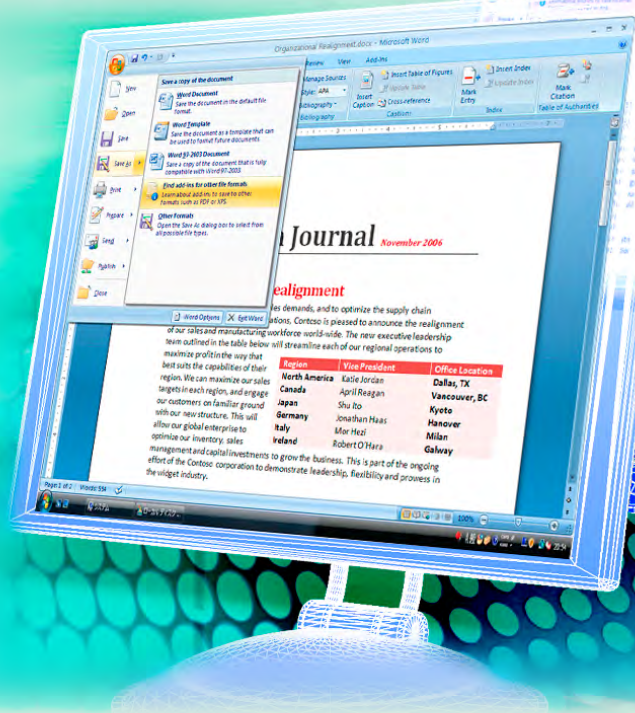 Organizational Realignment.docx - Microsoft Word
Review View Add-Ins
Manage Sources
Style: APA
Bibliography
Insert Caption
Insert Table of Figures
Update Table
Cross-reference
Captions
Mark Entry
Insert Index
Update Index
Index
Mark Citation
Table of Authorities
New
Open
Save
Save As
Print
Prepare
Send
Publish
Close
Save a copy of the document
Word Document
Save the document in the default file
format.
Word Template
Save the document as a template that can
be used to format future documents.
Word 97-2003 Document
Save a copy of the document that is fully
compatible with Word 97-2003.
Find add-ins for other file formats
Learn about add-ins to save to other
formats such as PDF or XPS.
Other Formats
Open the Save As dialog box to select from
all possible file types.
Word Options Exit Word
Journal November 2006
ealignment
les demands, and to optimize the supply chain
ations, Contoso is pleased to announce the realignment
of our sales and manufacturing workforce world-wide. The new executive leadership
team outlined in the table below will streamline each of our regional operations to
maximize profit in the way that
best suits the capabilities of their
region. We can maximize our sales
targets in each region, and engage
our customers on familiar ground
with our new structure. This will
allow our global enterprise to
optimize our inventory, sales
management and capital investments to grow the business. This is part of the ongoing
effort of the Contoso corporation to demonstrate leadership, flexibility and prowess in
the widget industry.
Region Vice President Office Location
North America Katie Jordan Dallas, TX
Canada April Reagan Vancouver, BC
Japan Shu Ito Kyoto
Germany Jonathan Haas Hanover
Italy Mor Hezi Milan
Ireland Robert O'Hara Galway
Page 1 of 2 Words: 554
100%
20:54